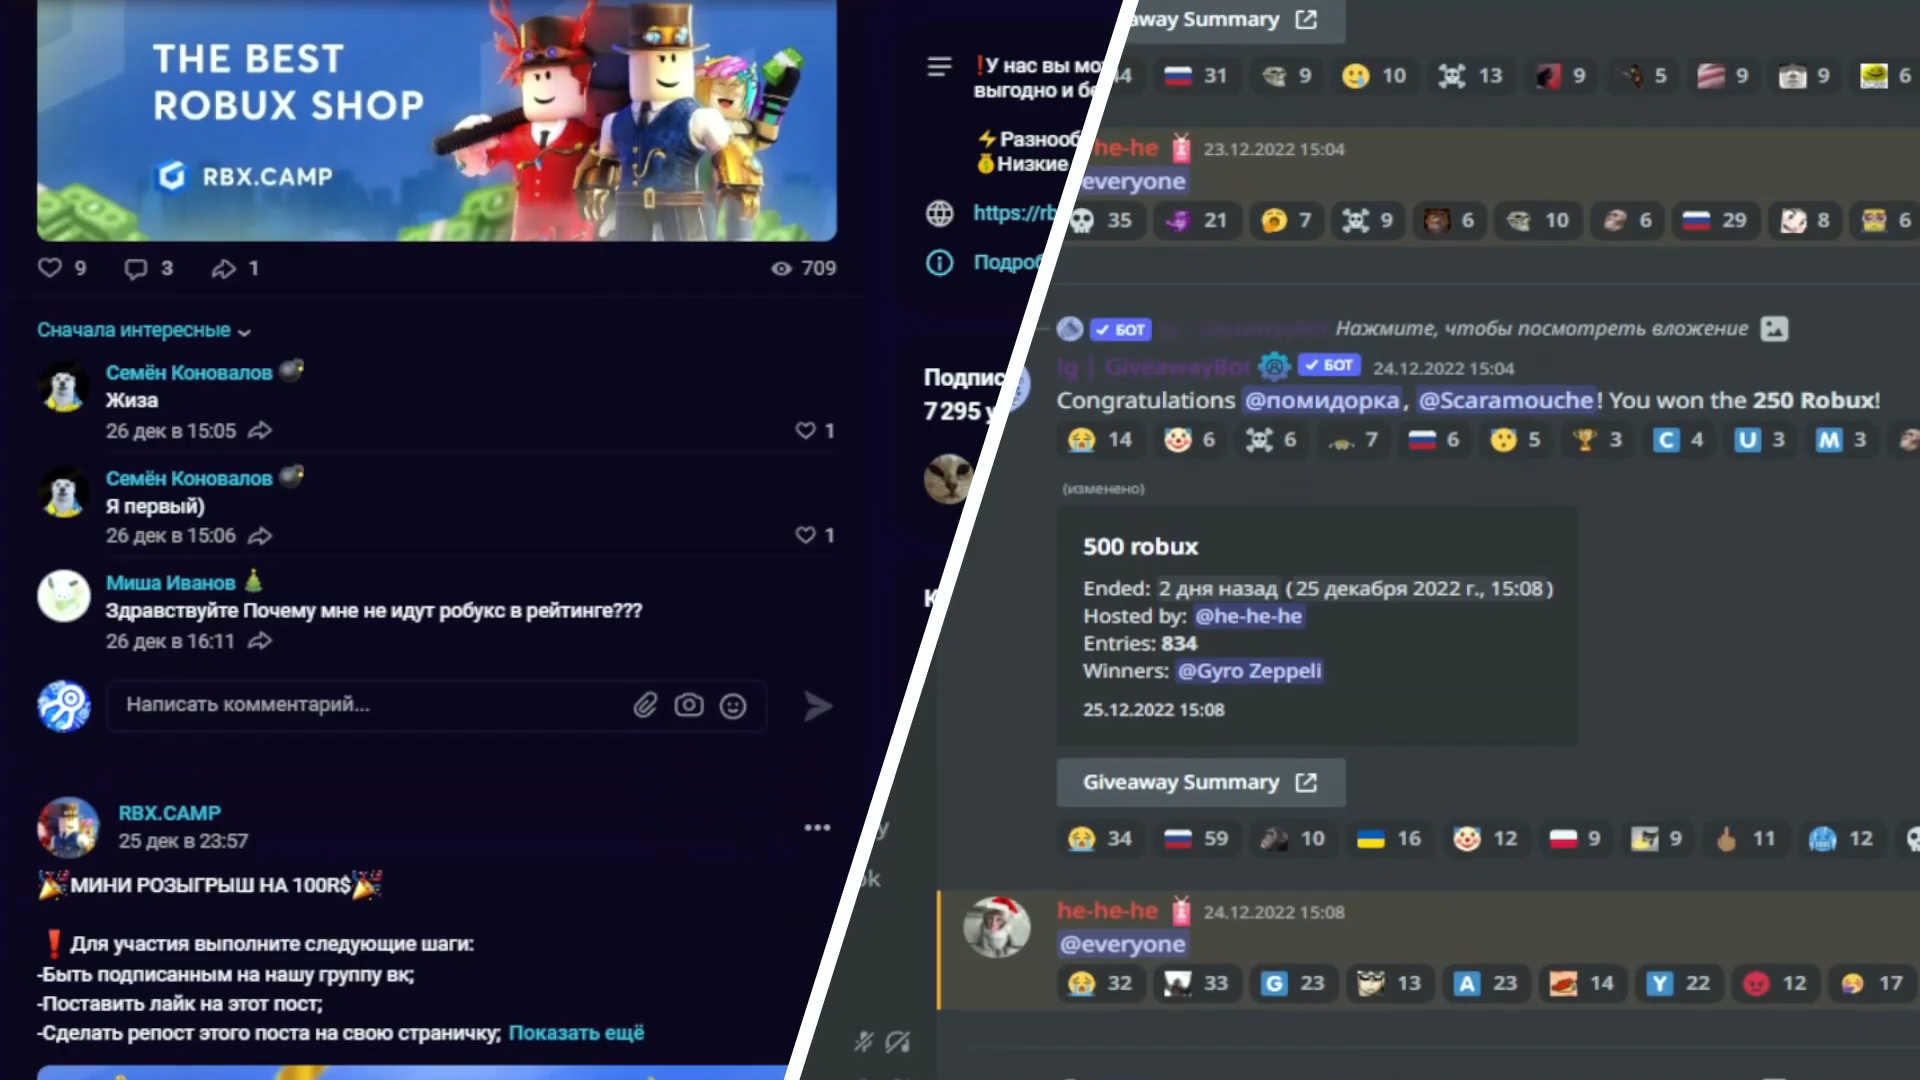 THE BEST
ROBUX SHOP
RBX.CAMP
9 3 1 709
Сначала интересные
Семён Коновалов
Жиза
26 дек в 15:05 1
Семён Коновалов
Я первый)
26 дек в 15:06 1
Миша Иванов
Здравствуйте Почему мне не идут робукс в рейтинге???
26 дек в 16:11
Написать комментарий...
RBX.CAMP
25 дек в 23:57
МИНИ РОЗЫГРЫШ НА 100R$
❗ Для участия выполните следующие шаги:
-Быть подписанным на нашу группу вк;
-Поставить лайк на этот пост;
-Сделать репост этого поста на свою страничку; Показать ещё
❗У нас вы
выгодно и
⚡
💰Низкие
7 295
Summary
31 9 10 13 9 5 9 9 6
he-he 23.12.2022 15:04
everyone
35 21 7 9 6 10 6 29 8 6
БОТ Нажмите, чтобы посмотреть вложение
GiveawayBot БОТ 24.12.2022 15:04
Congratulations @помидорка, @Scaramouche! You won the 250 Robux!
14 6 6 7 6 5 3 C 4 U 3 M 3
(изменено)
500 robux
Ended: 2 дня назад (25 декабря 2022 г., 15:08)
Hosted by: @he-he-he
Entries: 834
Winners: @Gyro Zeppeli
25.12.2022 15:08
Giveaway Summary
34 59 10 16 12 9 9 11 12
he-he-he 24.12.2022 15:08
@everyone
32 33 G 23 13 A 23 14 Y 22 12 17